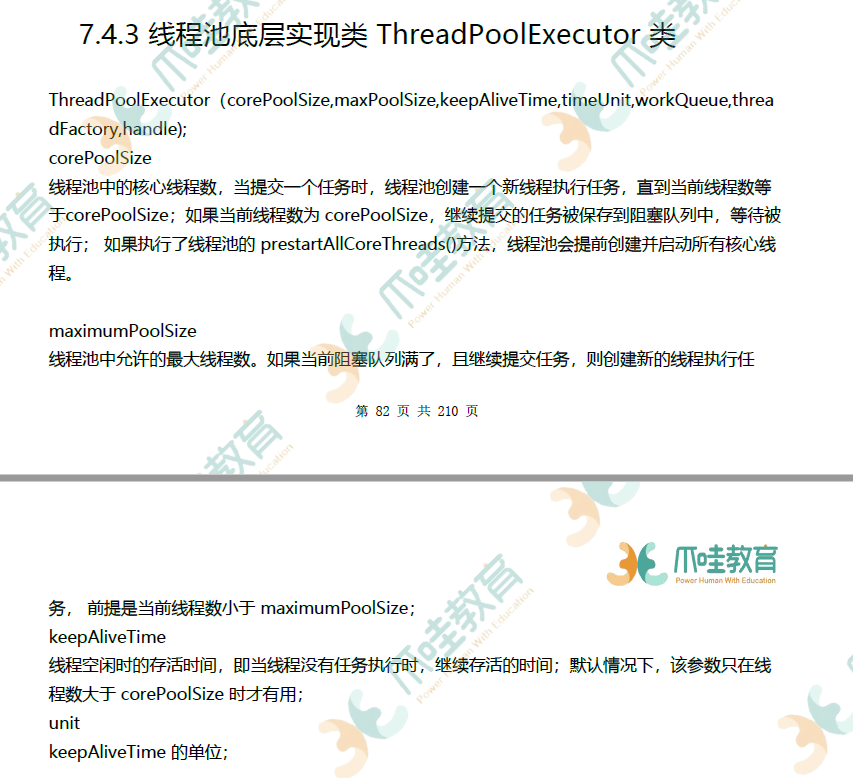 7.4.3 线程池底层实现类 ThreadPoolExecutor 类
ThreadPoolExecutor（corePoolSize,maxPoolSize,keepAliveTime,timeUnit,workQueue,threa
dFactory,handle);
corePoolSize
线程池中的核心线程数，当提交一个任务时，线程池创建一个新线程执行任务，直到当前线程数等
于corePoolSize；如果当前线程数为 corePoolSize，继续提交的任务被保存到阻塞队列中，等待被
执行； 如果执行了线程池的 prestartAllCoreThreads()方法，线程池会提前创建并启动所有核心线
程。
maximumPoolSize
线程池中允许的最大线程数。如果当前阻塞队列满了，且继续提交任务，则创建新的线程执行任
第 82 页 共 210 页
爪哇教育
Power Human With Education
务， 前提是当前线程数小于 maximumPoolSize；
keepAliveTime
线程空闲时的存活时间，即当线程没有任务执行时，继续存活的时间；默认情况下，该参数只在线
程数大于 corePoolSize 时才有用；
unit
keepAliveTime 的单位；